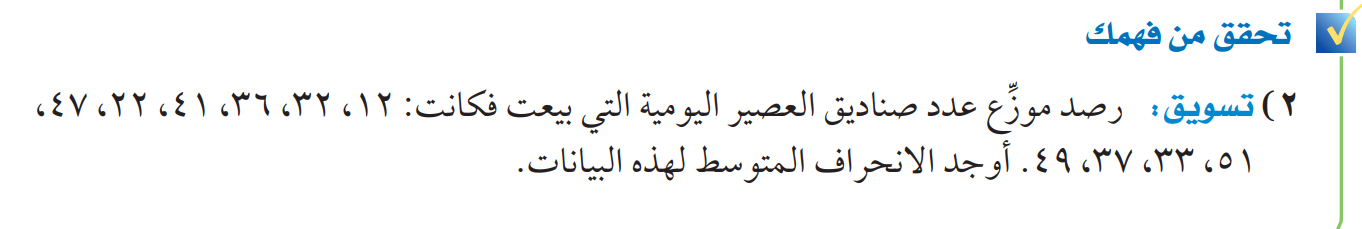 تحقق من فهمك
٢) تسويق: رصد موزِّع عدد صناديق العصير اليومية التي بيعت فكانت: ١٢، ٣٢، ٣٦، ٤١، ٢٢، ٤٧،
٥١، ٣٣، ٣٧، ٤٩. أوجد الانحراف المتوسط لهذه البيانات.